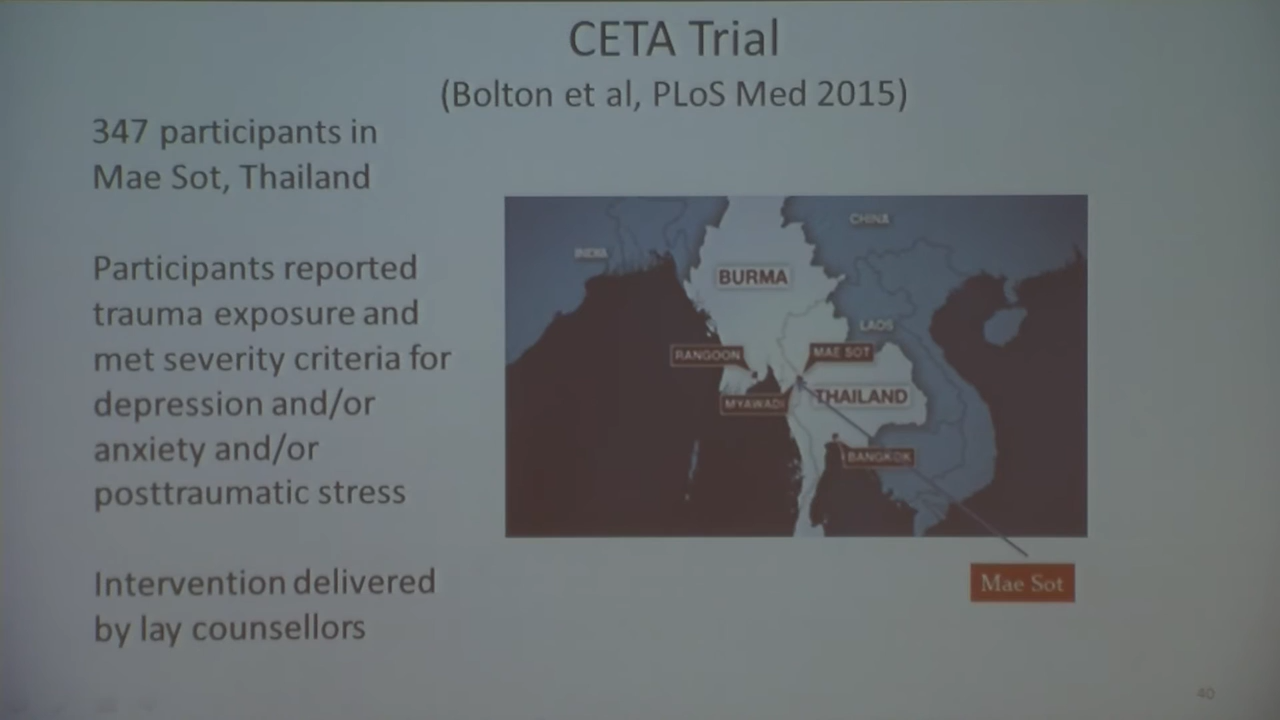 CETA Trial
(Bolton et al, PLoS Med 2015)
347 participants in
Mae Sot, Thailand
Participants reported
trauma exposure and
met severity criteria for
depression and/or
anxiety and/or
posttraumatic stress
Intervention delivered
by lay counsellors
CHINA
INDIA
BURMA
LAOS
RANGOON
MAE SOT
MYAWADI
THAILAND
BANGKOK
Mae Sot
40